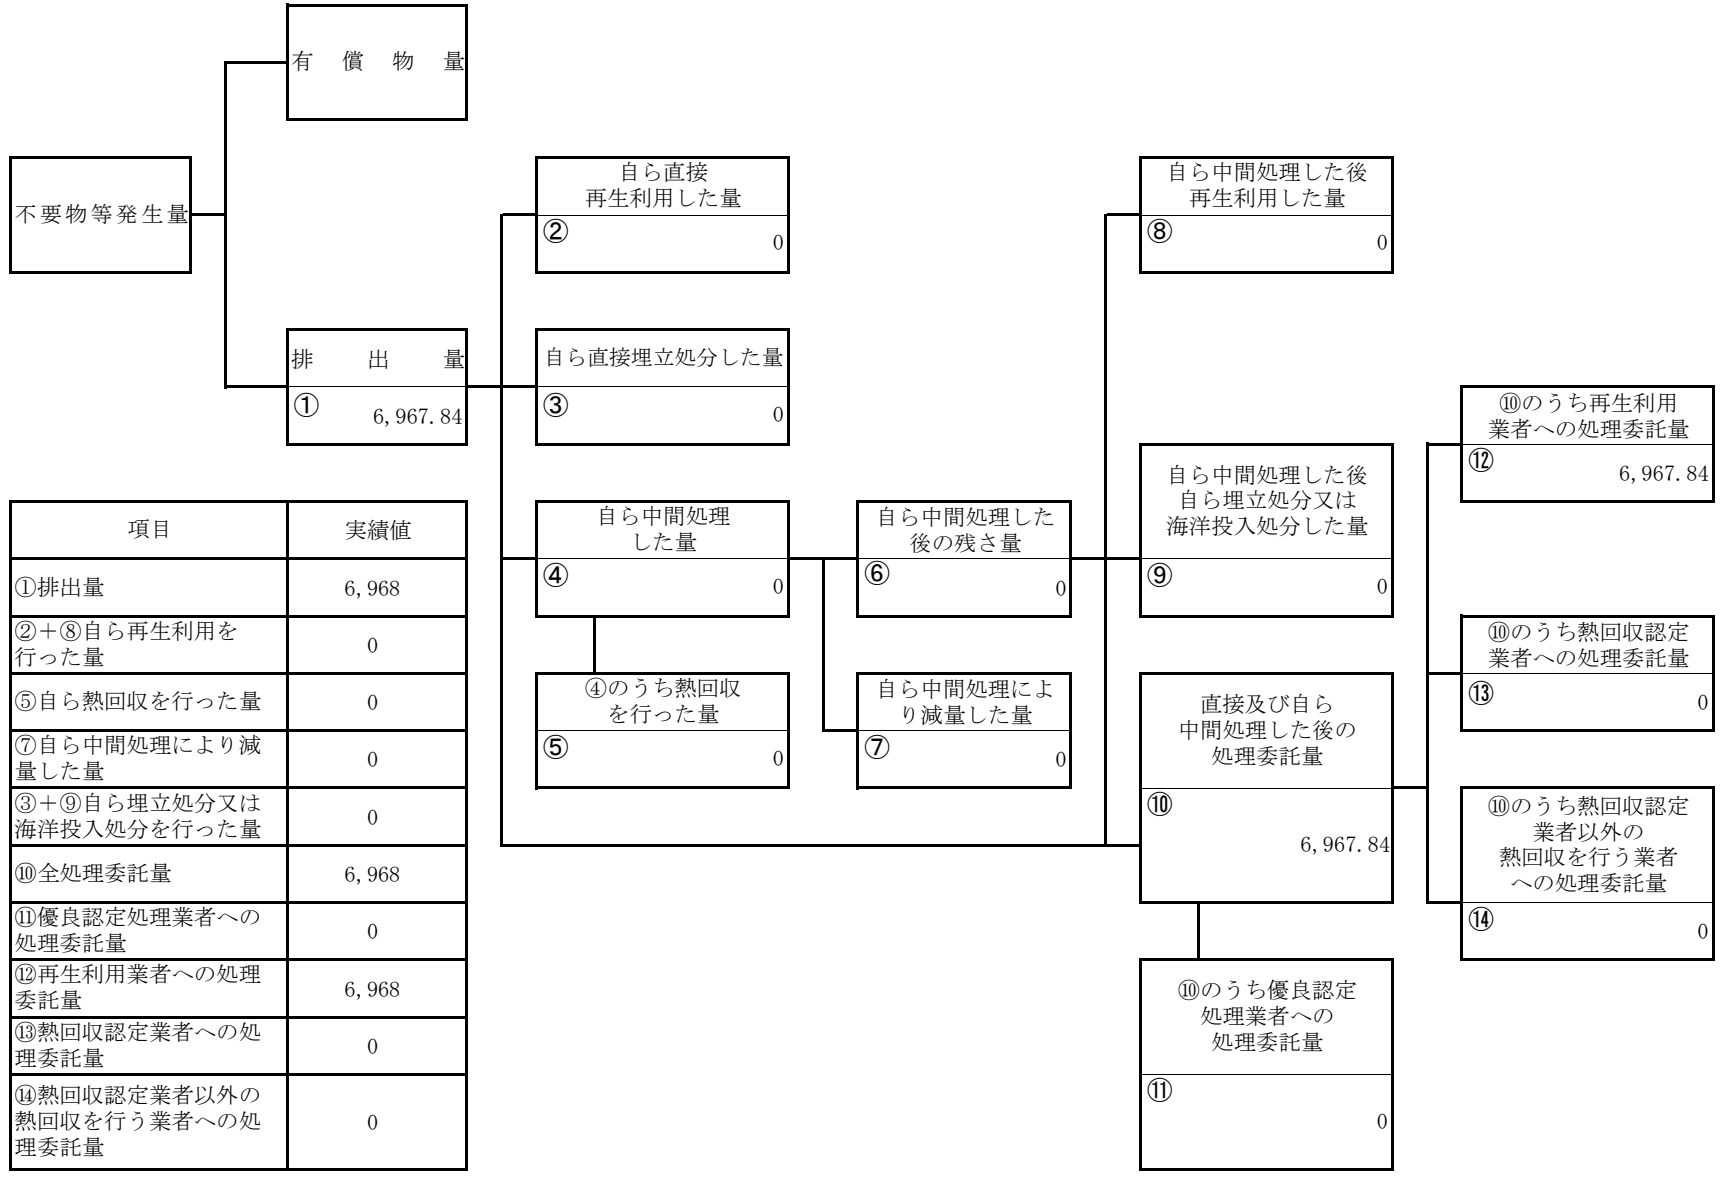 有償物量
不要物等発生量
自ら直接
再生利用した量
②
0
自ら中間処理した後
再生利用した量
⑧
0
排出量
①
6,967.84
自ら直接埋立処分した量
③
0
⑩のうち再生利用
業者への処理委託量
⑫
6,967.84
自ら中間処理
した量
④
0
自ら中間処理した
後の残さ量
⑥
0
自ら中間処理した後
自ら埋立処分又は
海洋投入処分した量
⑨
0
⑩のうち熱回収認定
業者への処理委託量
⑬
0
④のうち熱回収
を行った量
⑤
0
自ら中間処理によ
り減量した量
⑦
0
直接及び自ら
中間処理した後の
処理委託量
⑩
6,967.84
⑩のうち熱回収認定
業者以外の
熱回収を行う業者
への処理委託量
⑭
0
⑩のうち優良認定
処理業者への
処理委託量
⑪
0
項目 実績値
①排出量 6,968
②＋⑧自ら再生利用を
行った量 0
⑤自ら熱回収を行った量 0
⑦自ら中間処理により減
量した量 0
③＋⑨自ら埋立処分又は
海洋投入処分を行った量 0
⑩全処理委託量 6,968
⑪優良認定処理業者への
処理委託量 0
⑫再生利用業者への処理
委託量 6,968
⑬熱回収認定業者への処
理委託量 0
⑭熱回収認定業者以外の
熱回収を行う業者への処
理委託量 0